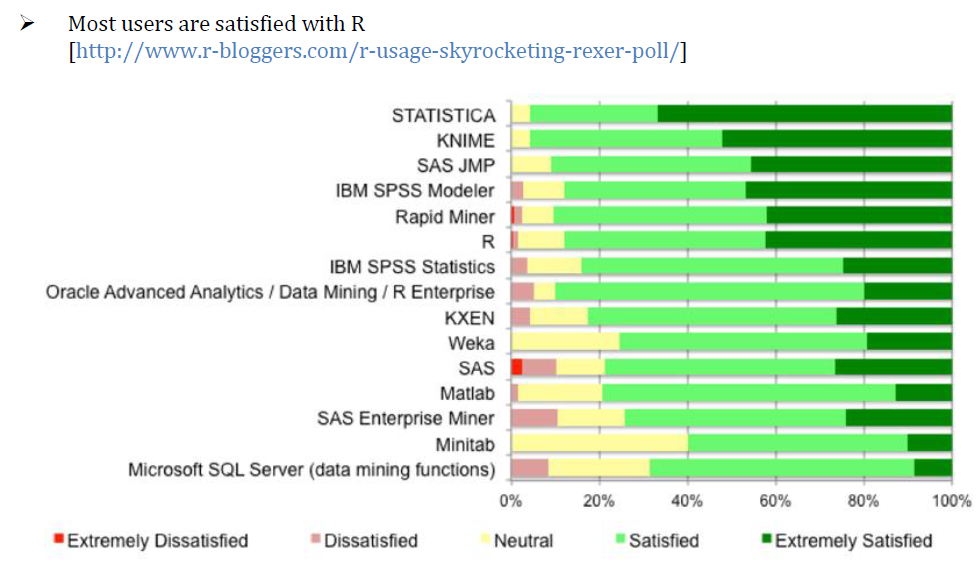 ➢ Most users are satisfied with R
[http://www.r-bloggers.com/r-usage-skyrocketing-rexer-poll/]
STATISTICA
KNIME
SAS JMP
IBM SPSS Modeler
Rapid Miner
R
IBM SPSS Statistics
Oracle Advanced Analytics / Data Mining / R Enterprise
KXEN
Weka
SAS
Matlab
SAS Enterprise Miner
Minitab
Microsoft SQL Server (data mining functions)
0% 20% 40% 60% 80% 100%
Extremely Dissatisfied Dissatisfied Neutral Satisfied Extremely Satisfied